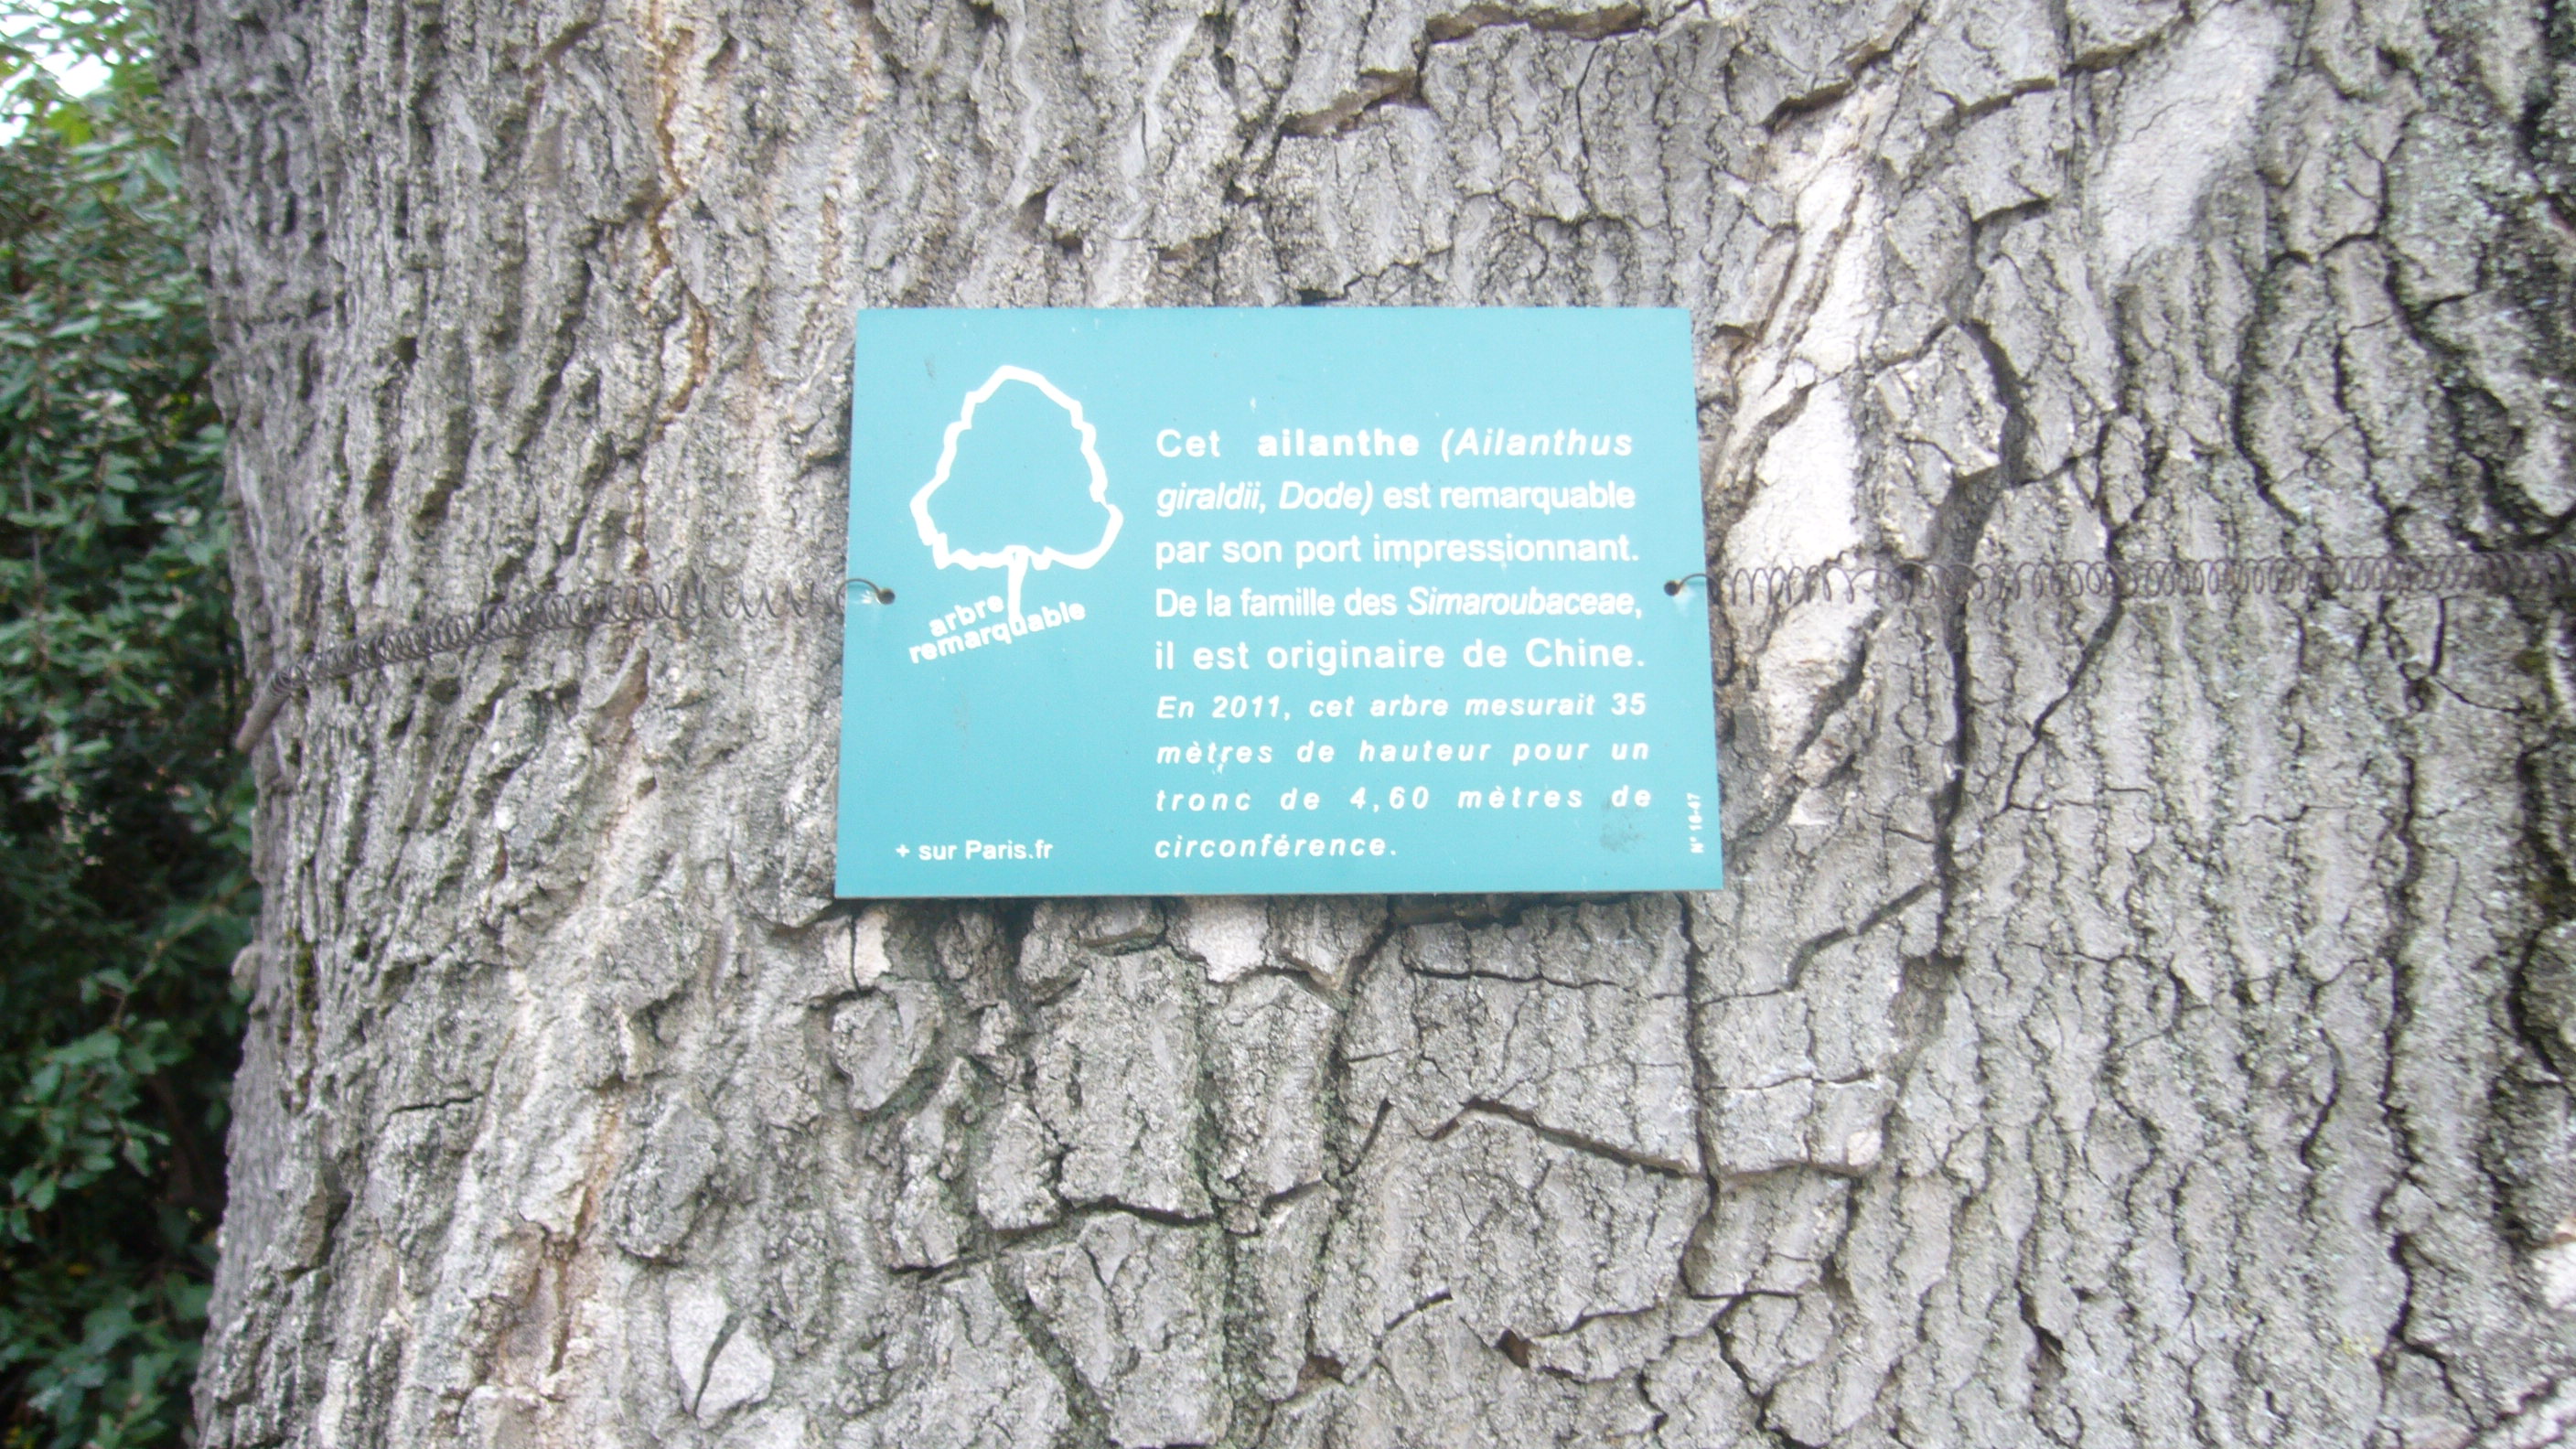 Cet ailanthe (Ailanthus
giraldii, Dode) est remarquable
par son port impressionnant.
De la famille des Simaroubaceae,
il est originaire de Chine.
En 2011, cet arbre mesurait 35
mètres de hauteur pour un
tronc de 4,60 mètres de
circonférence.
arbre
remarquable
+ sur Paris.fr
N° 16-47